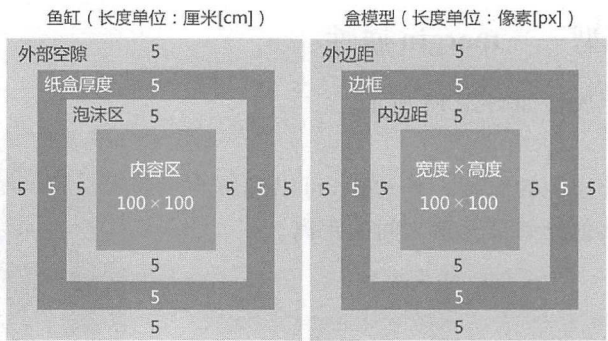 鱼缸（长度单位：厘米[cm]）
外部空隙 5
纸盒厚度 5
泡沫区 5
内容区
5 5 5 5 5 5
100×100
5
5
5
盒模型（长度单位：像素[px]）
外边距 5
边框 5
内边距 5
宽度×高度
5 5 5 5 5 5
100×100
5
5
5